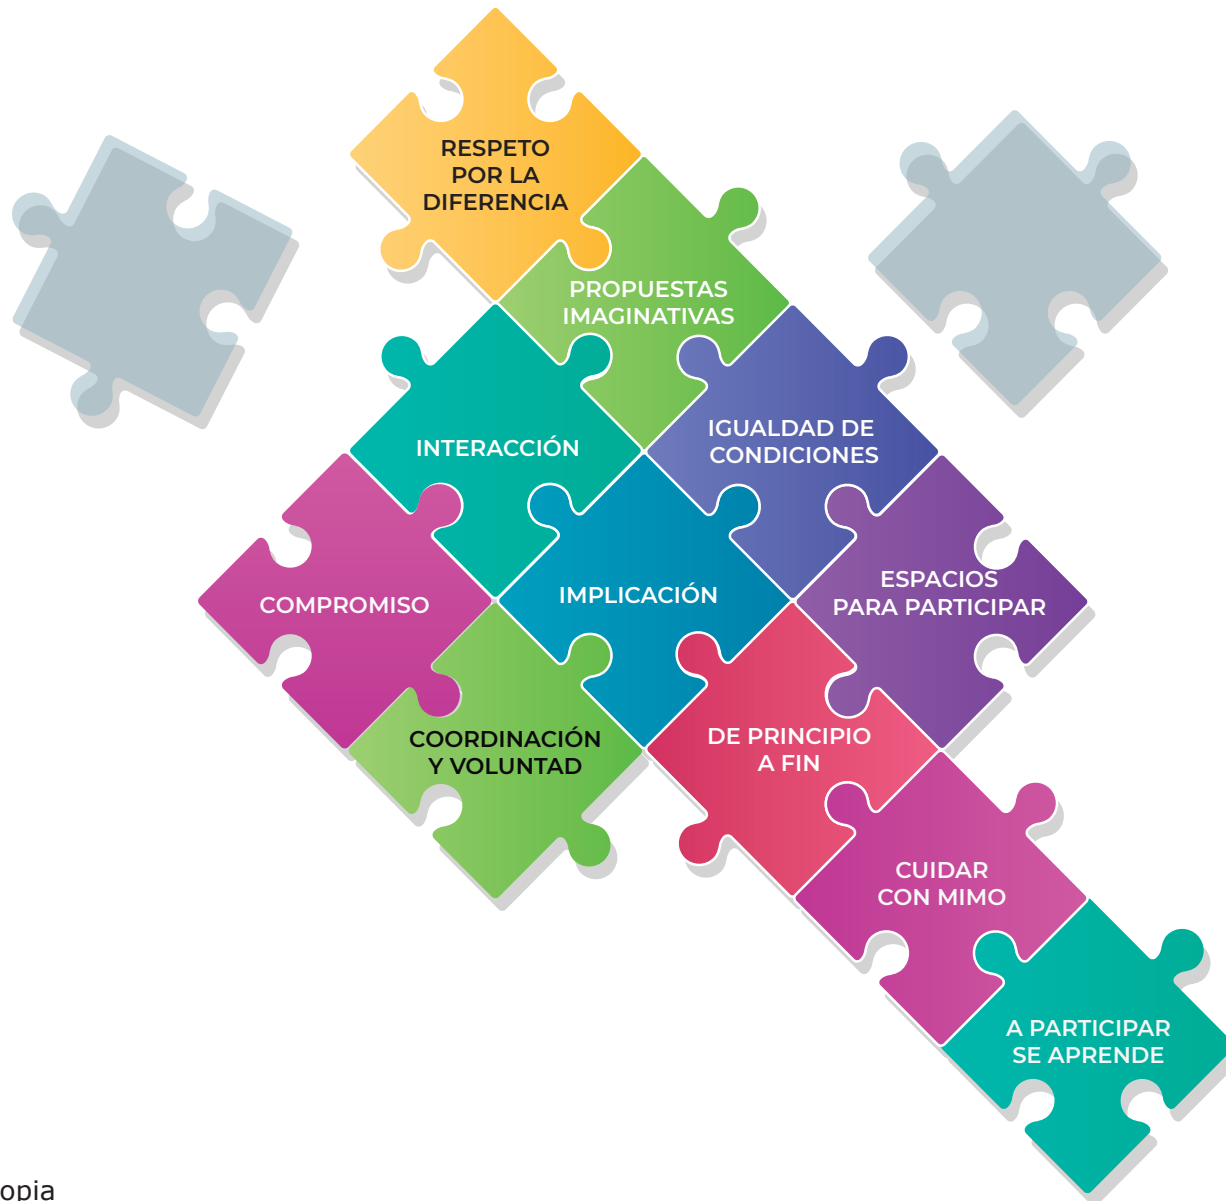 RESPETO
POR LA
DIFERENCIA
PROPUESTAS
IMAGINATIVAS
INTERACCIÓN
IGUALDAD DE
CONDICIONES
COMPROMISO
IMPLICACIÓN
ESPACIOS
PARA PARTICIPAR
COORDINACIÓN
Y VOLUNTAD
DE PRINCIPIO
A FIN
CUIDAR
CON MIMO
A PARTICIPAR
SE APRENDE
opia